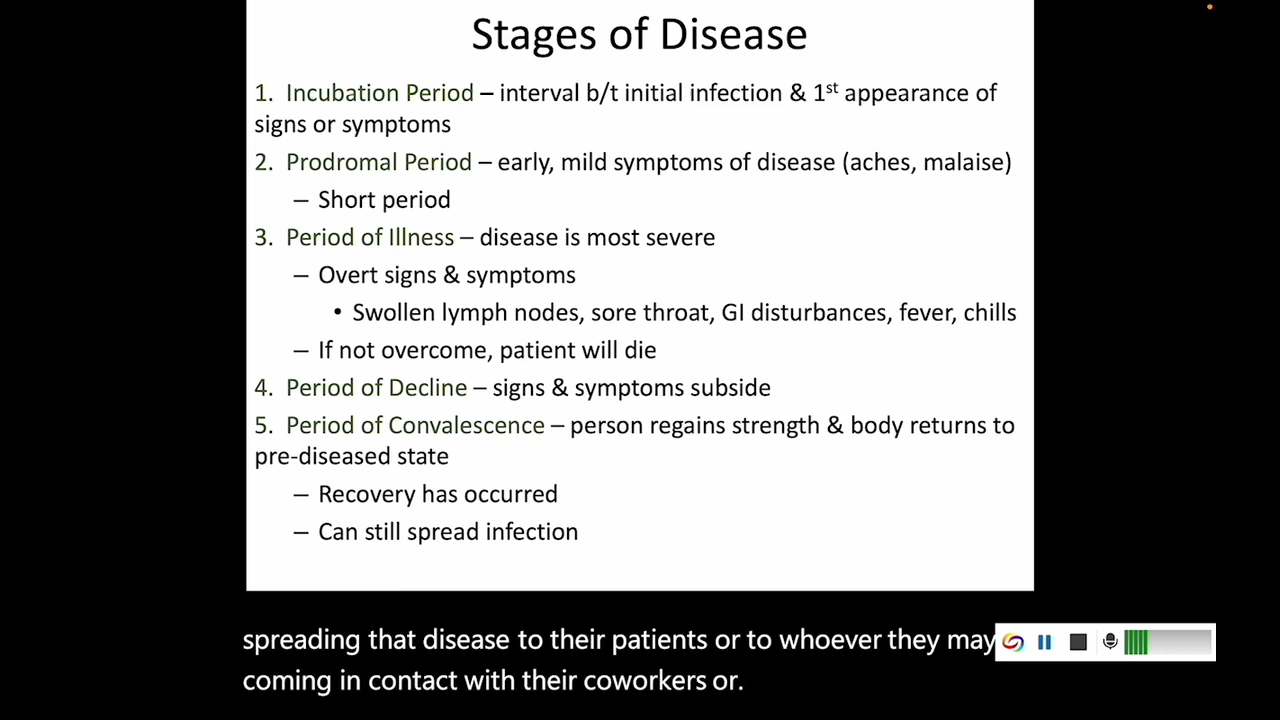 Stages of Disease
1. Incubation Period – interval b/t initial infection & 1st appearance of
signs or symptoms
2. Prodromal Period – early, mild symptoms of disease (aches, malaise)
– Short period
3. Period of Illness – disease is most severe
– Overt signs & symptoms
• Swollen lymph nodes, sore throat, GI disturbances, fever, chills
– If not overcome, patient will die
4. Period of Decline – signs & symptoms subside
5. Period of Convalescence – person regains strength & body returns to
pre-diseased state
– Recovery has occurred
– Can still spread infection
spreading that disease to their patients or to whoever they may
coming in contact with their coworkers or.